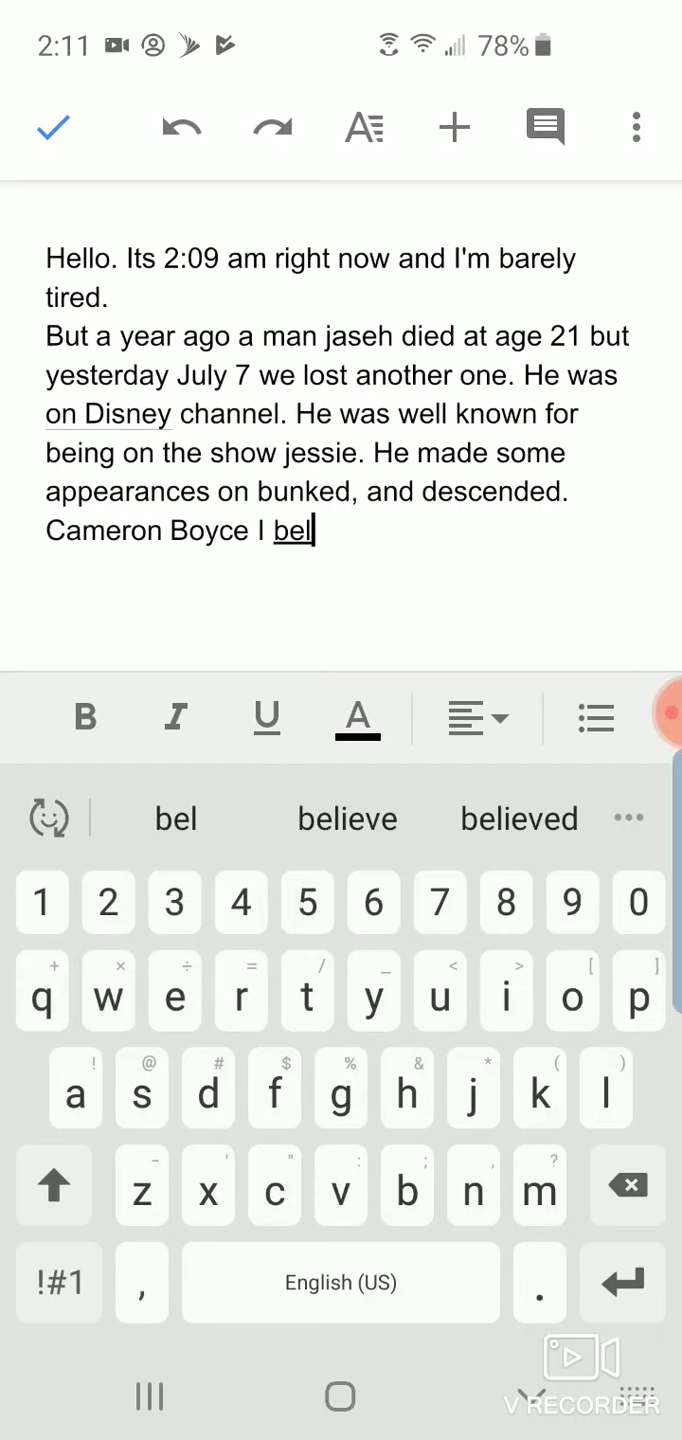 2:11 78%
Hello. Its 2:09 am right now and I'm barely
tired.
But a year ago a man jaseh died at age 21 but
yesterday July 7 we lost another one. He was
on Disney channel. He was well known for
being on the show jessie. He made some
appearances on bunked, and descended.
Cameron Boyce I bel
B I U A
bel believe believed
1 2 3 4 5 6 7 8 9 0
+ × ÷ = / _ < > [ ]
q w e r t y u i o p
! @ # $ % & * ( )
a s d f g h j k l
- ' " : ; , ?
z x c v b n m
!#1 , English (US) .
V RECORDER